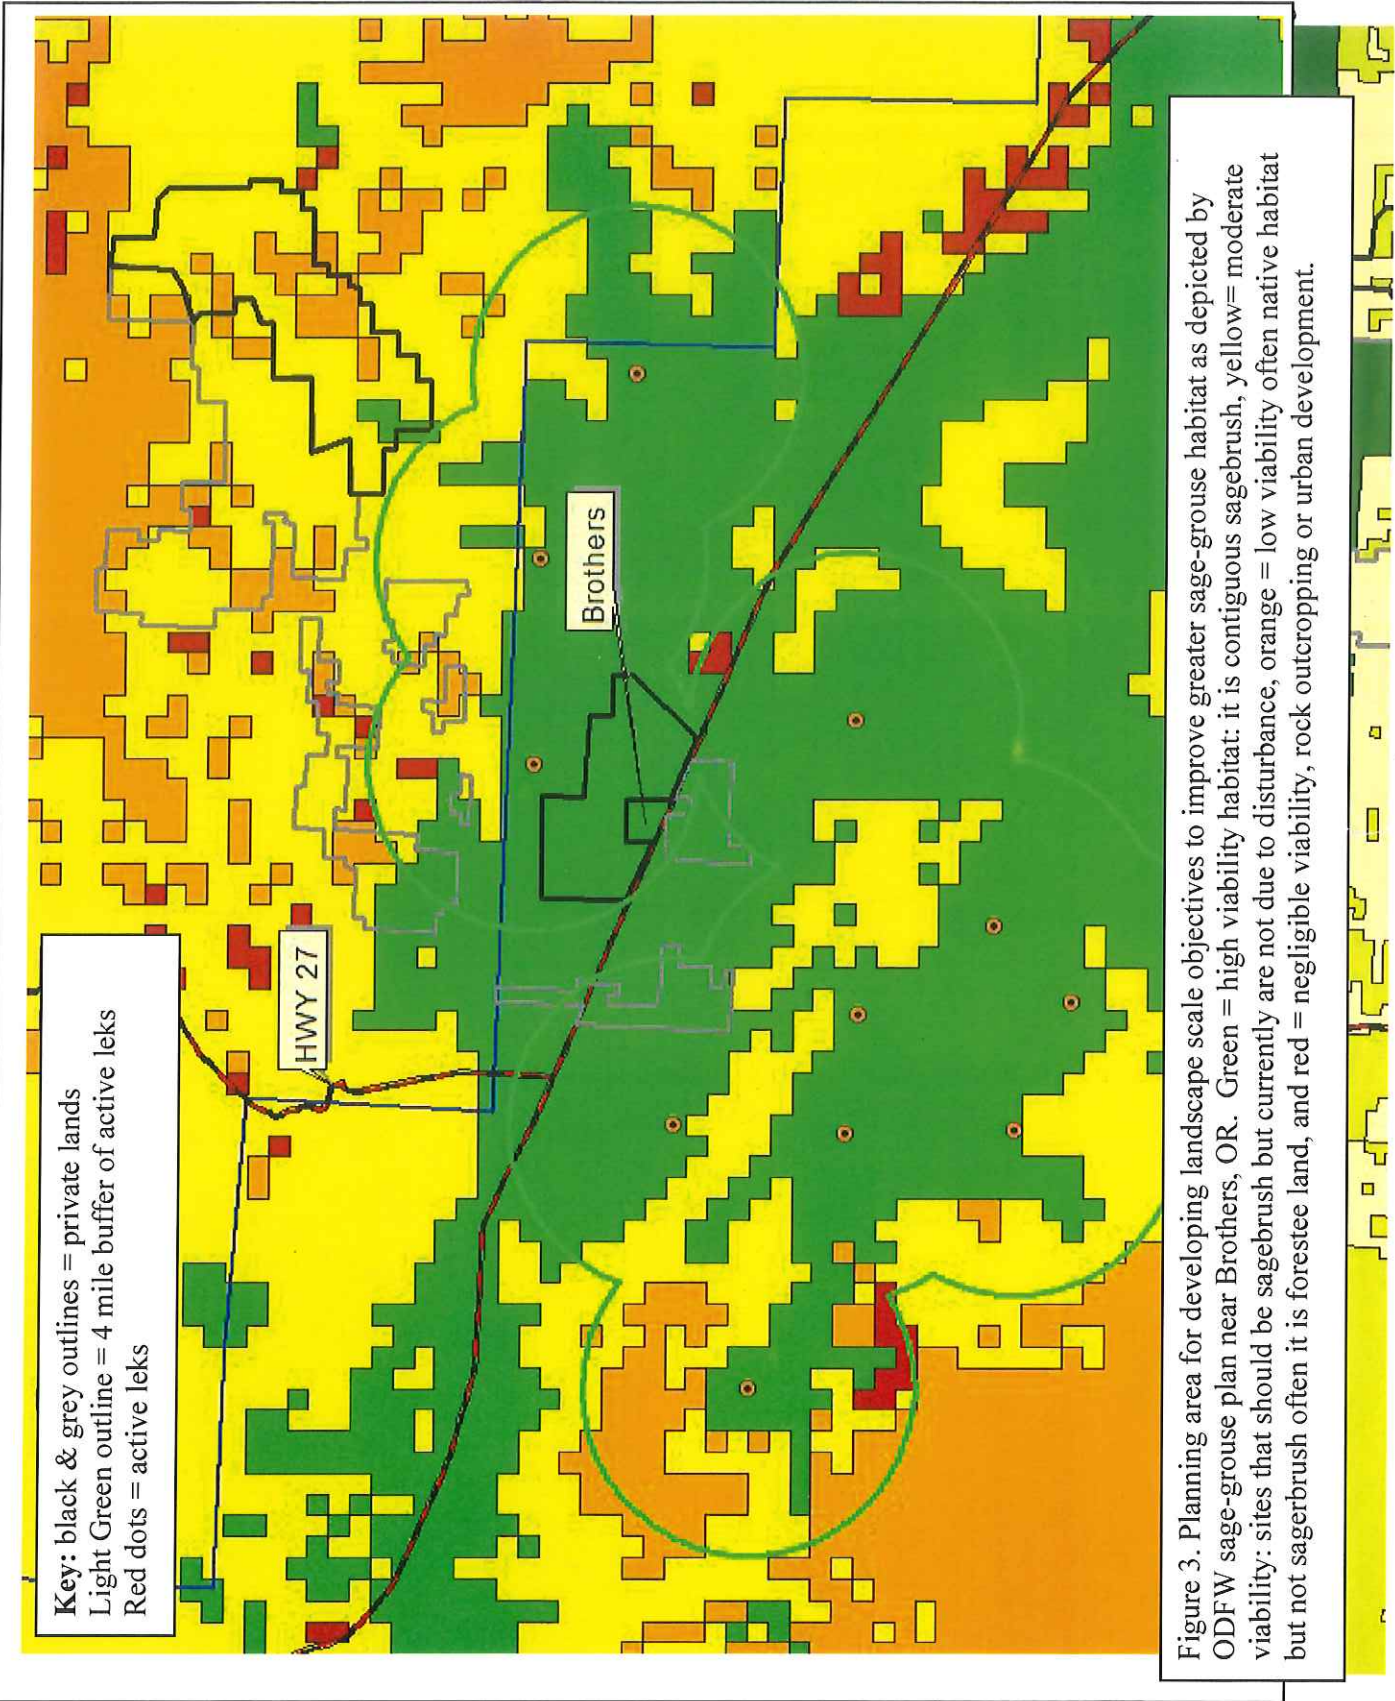 Key: black & grey outlines = private lands
Light Green outline = 4 mile buffer of active leks
Red dots = active leks
HWY 27
Brothers
Figure 3. Planning area for developing landscape scale objectives to improve greater sage-grouse habitat as depicted by
ODFW sage-grouse plan near Brothers, OR.  Green = high viability habitat: it is contiguous sagebrush, yellow= moderate
viability: sites that should be sagebrush but currently are not due to disturbance, orange = low viability often native habitat
but not sagerbrush often it is forestee land, and red = negligible viability, rock outcropping or urban development.